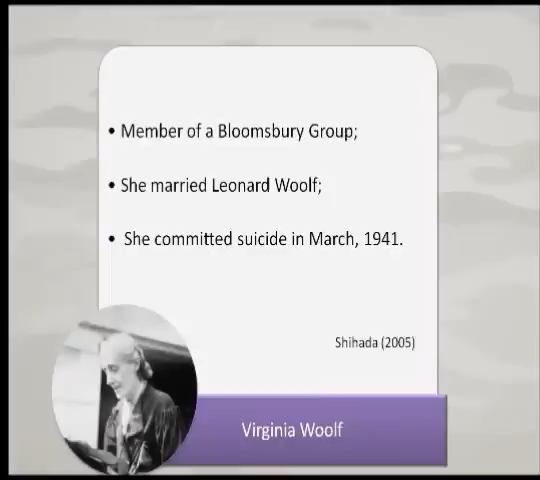 • Member of a Bloomsbury Group;
• She married Leonard Woolf;
• She committed suicide in March, 1941.
Shihada (2005)
Virginia Woolf